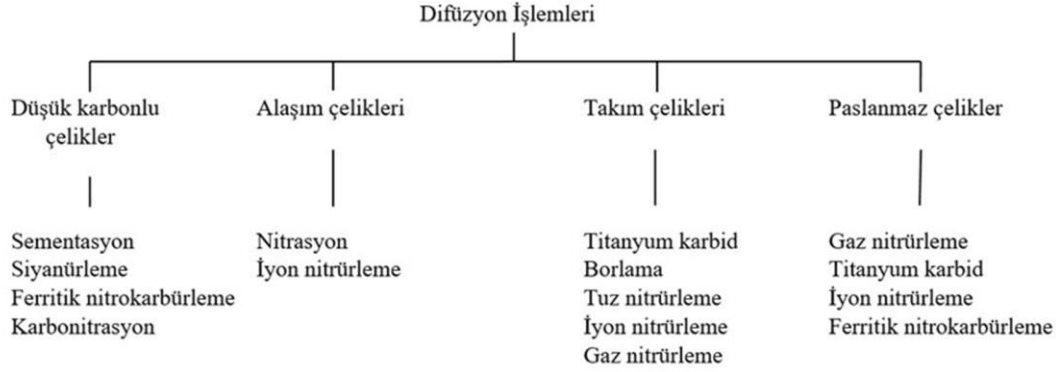 Difüzyon İşlemleri
Düşük karbonlu
çelikler
Alaşım çelikleri
Takım çelikleri
Paslanmaz çelikler
Sementasyon
Siyanürleme
Ferritik nitrokarbürleme
Karbonitrasyon
Nitrasyon
İyon nitrürleme
Titanyum karbid
Borlama
Tuz nitrürleme
İyon nitrürleme
Gaz nitrürleme
Gaz nitrürleme
Titanyum karbid
İyon nitrürleme
Ferritik nitrokarbürleme